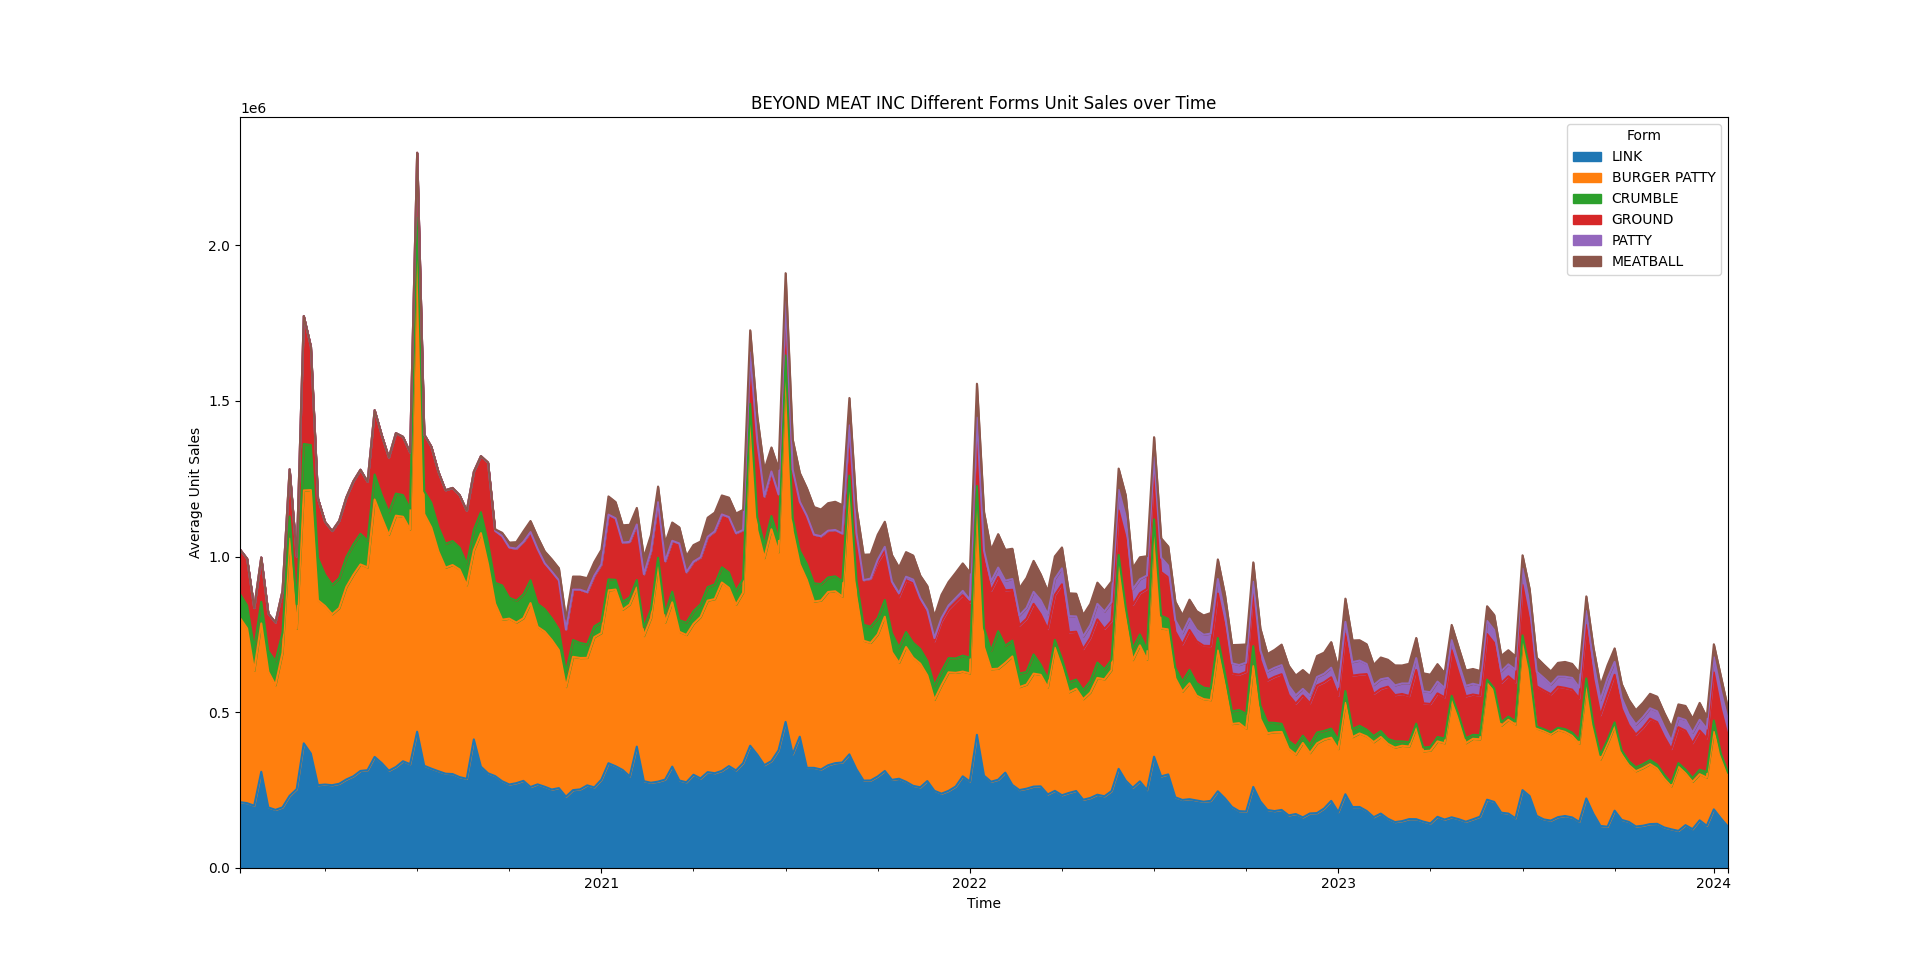 BEYOND MEAT INC Different Forms Unit Sales over Time
1e6
Form
LINK
BURGER PATTY
CRUMBLE
GROUND
PATTY
MEATBALL
2.0
1.5
1.0
0.5
0.0
Average Unit Sales
2021
2022
2023
2024
Time